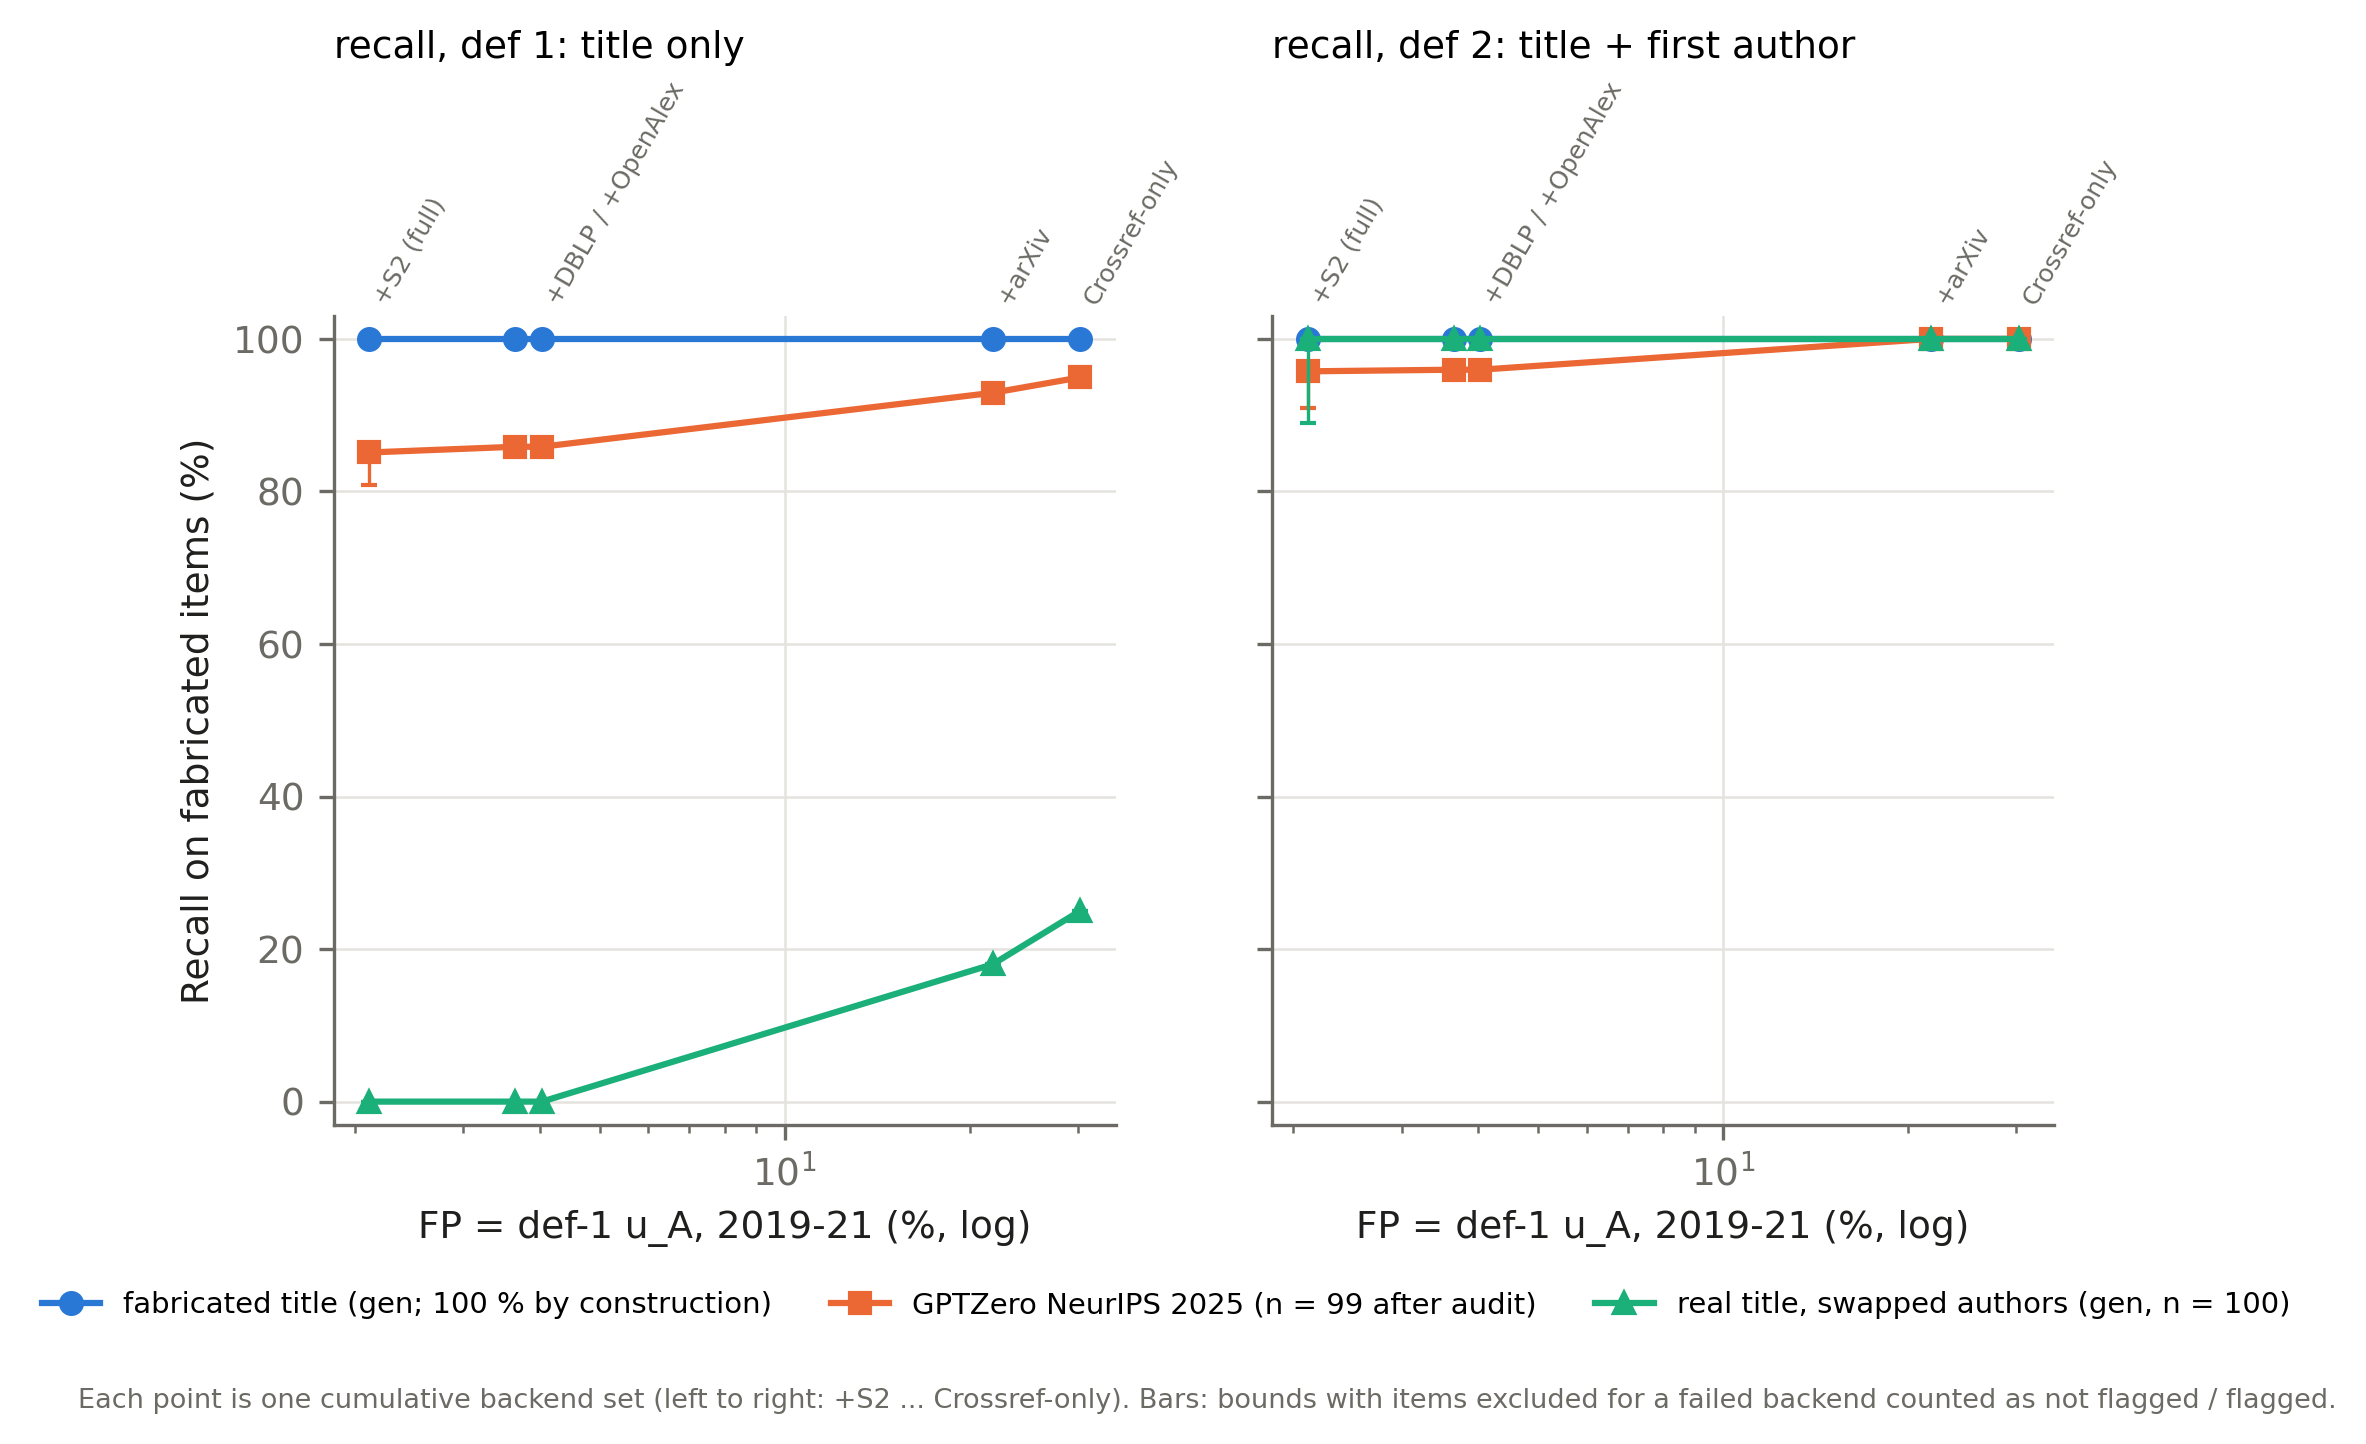 recall, def 1: title only
recall, def 2: title + first author
+S2 (full)
+DBLP / +OpenAlex
+arXiv
Crossref-only
+S2 (full)
+DBLP / +OpenAlex
+arXiv
Crossref-only
Recall on fabricated items (%)
100
80
60
40
20
0
10¹
10¹
FP = def-1 u_A, 2019-21 (%, log)
FP = def-1 u_A, 2019-21 (%, log)
fabricated title (gen; 100 % by construction)
GPTZero NeurIPS 2025 (n = 99 after audit)
real title, swapped authors (gen, n = 100)
Each point is one cumulative backend set (left to right: +S2 ... Crossref-only). Bars: bounds with items excluded for a failed backend counted as not flagged / flagged.